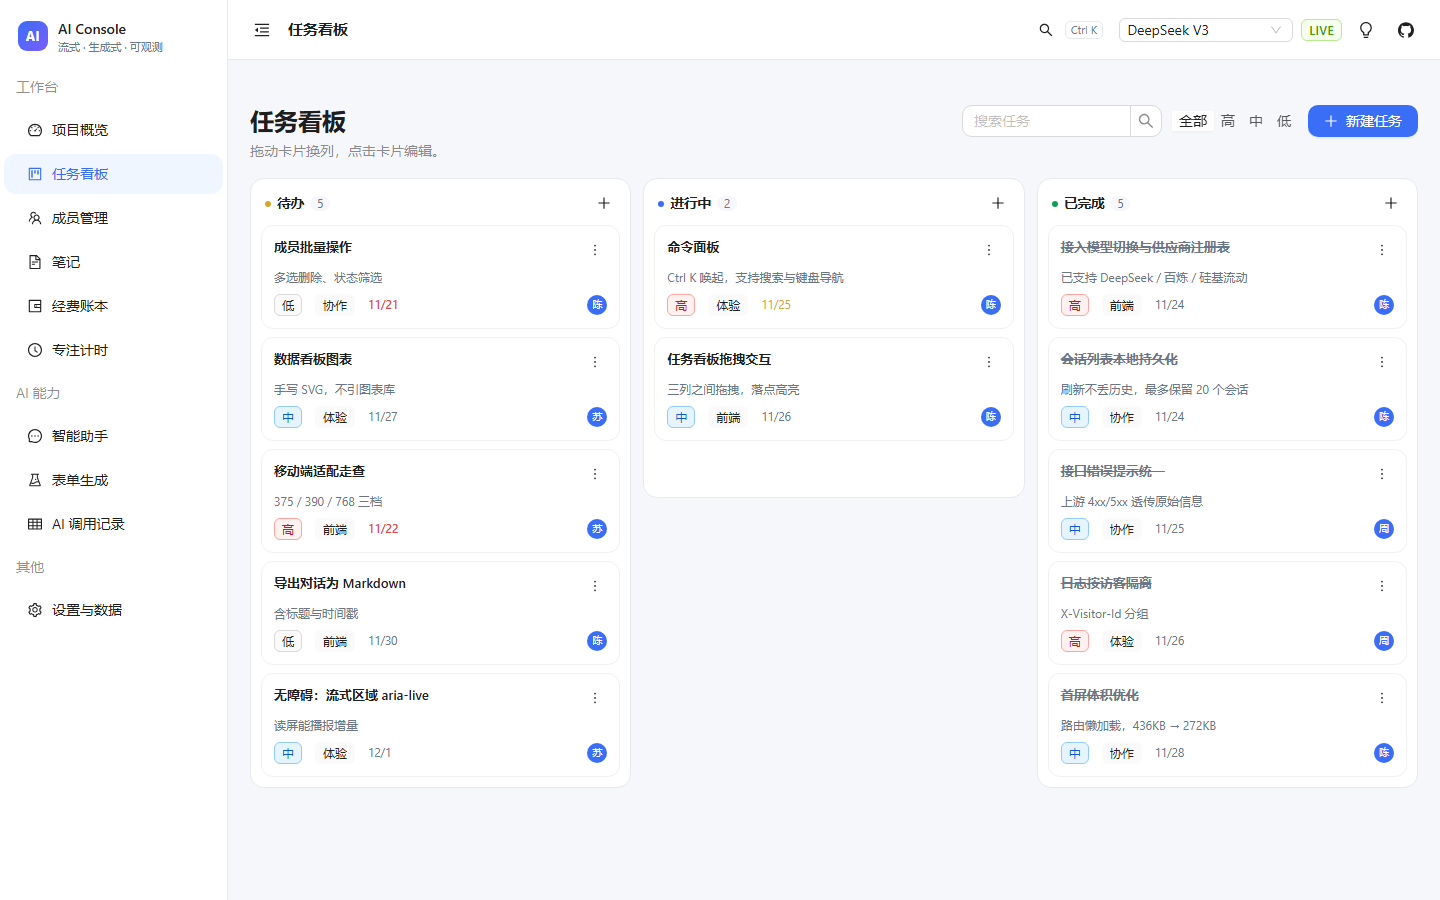 AI
AI Console
流式 · 生成式 · 可观测
工作台
项目概览
任务看板
成员管理
笔记
经费账本
专注计时
AI 能力
智能助手
表单生成
AI 调用记录
其他
设置与数据
任务看板
Ctrl K
DeepSeek V3
LIVE
任务看板
拖动卡片换列，点击卡片编辑。
搜索任务
全部 高 中 低
新建任务
待办 5
成员批量操作
多选删除、状态筛选
低 协作 11/21 陈
数据看板图表
手写 SVG，不引图表库
中 体验 11/27 苏
移动端适配走查
375 / 390 / 768 三档
高 前端 11/22 苏
导出对话为 Markdown
含标题与时间戳
低 前端 11/30 陈
无障碍：流式区域 aria-live
读屏能播报增量
中 体验 12/1 苏
进行中 2
命令面板
Ctrl K 唤起，支持搜索与键盘导航
高 体验 11/25 陈
任务看板拖拽交互
三列之间拖拽，落点高亮
中 前端 11/26 陈
已完成 5
接入模型切换与供应商注册表
已支持 DeepSeek / 百炼 / 硅基流动
高 前端 11/24 陈
会话列表本地持久化
刷新不丢历史，最多保留 20 个会话
中 协作 11/24 陈
接口错误提示统一
上游 4xx/5xx 透传原始信息
中 协作 11/25 周
日志按访客隔离
X-Visitor-Id 分组
高 体验 11/26 周
首屏体积优化
路由懒加载，436KB → 272KB
中 协作 11/28 陈